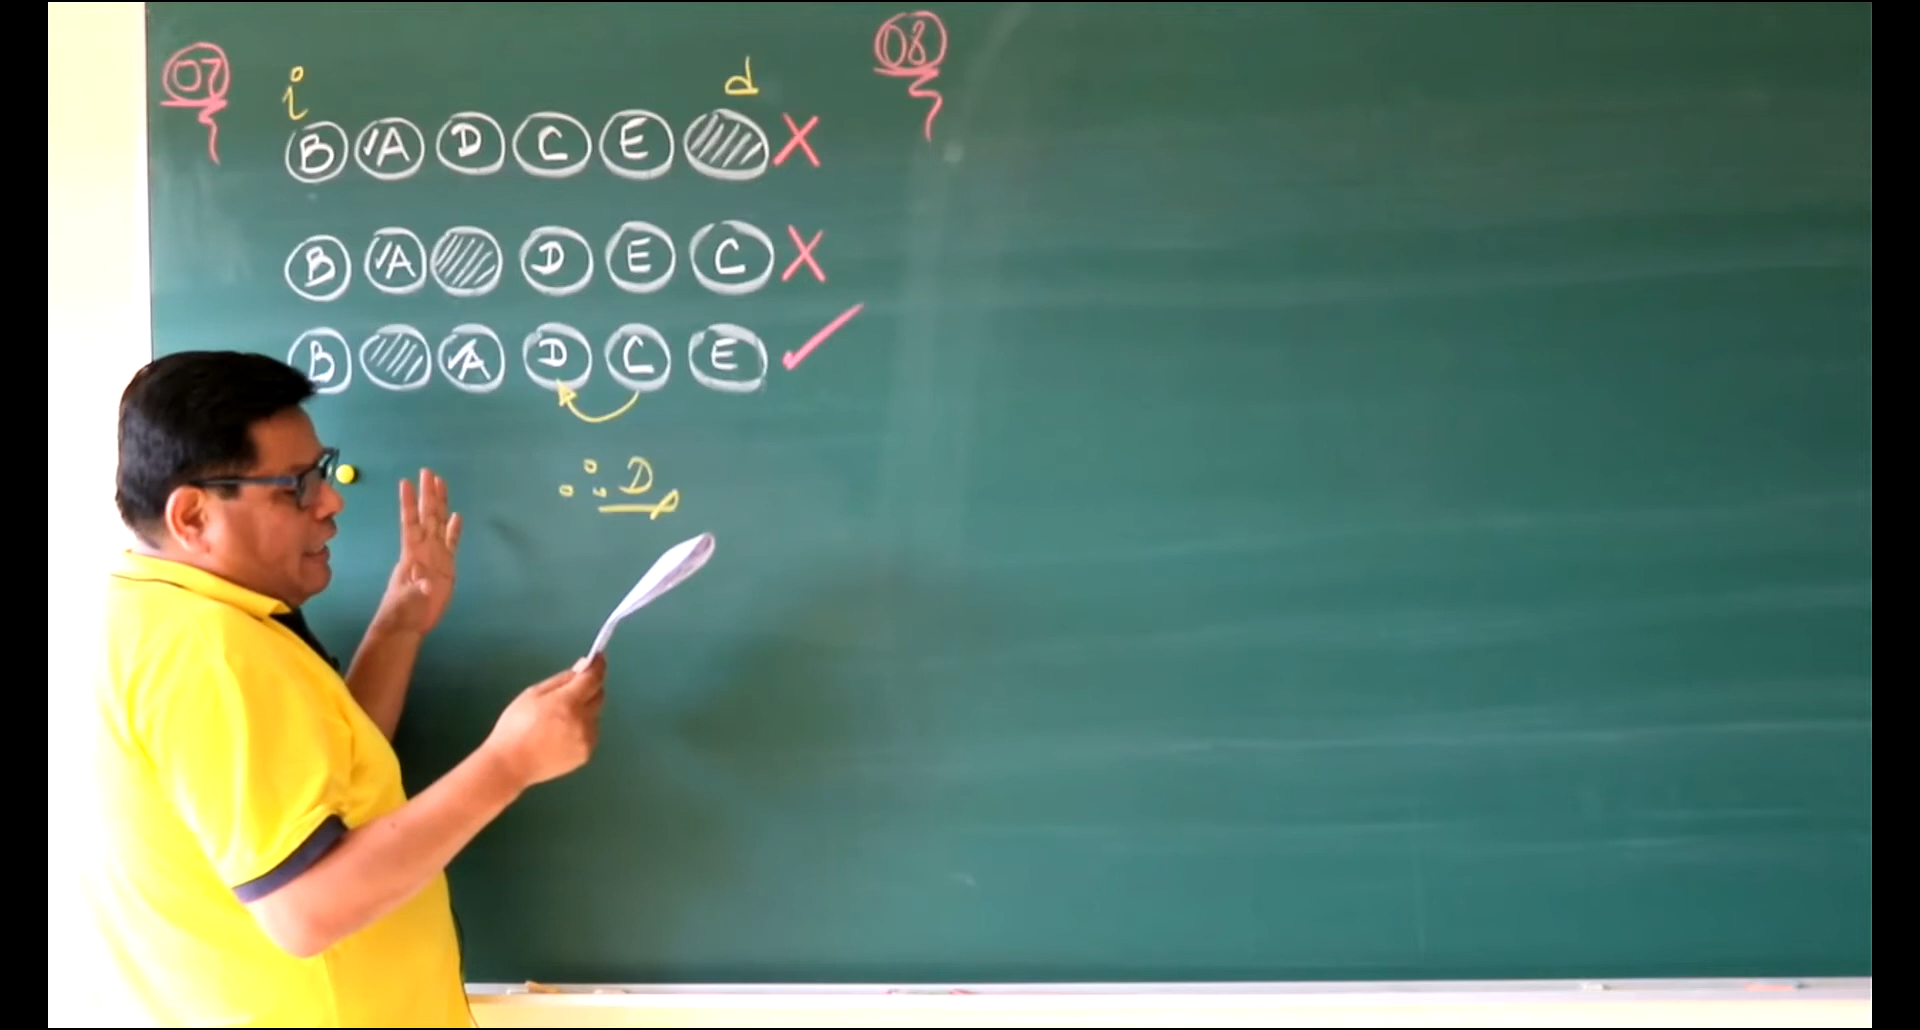 07
i d
B A D C E X
B A D E C X
B A D C E ✓
∴ D
08